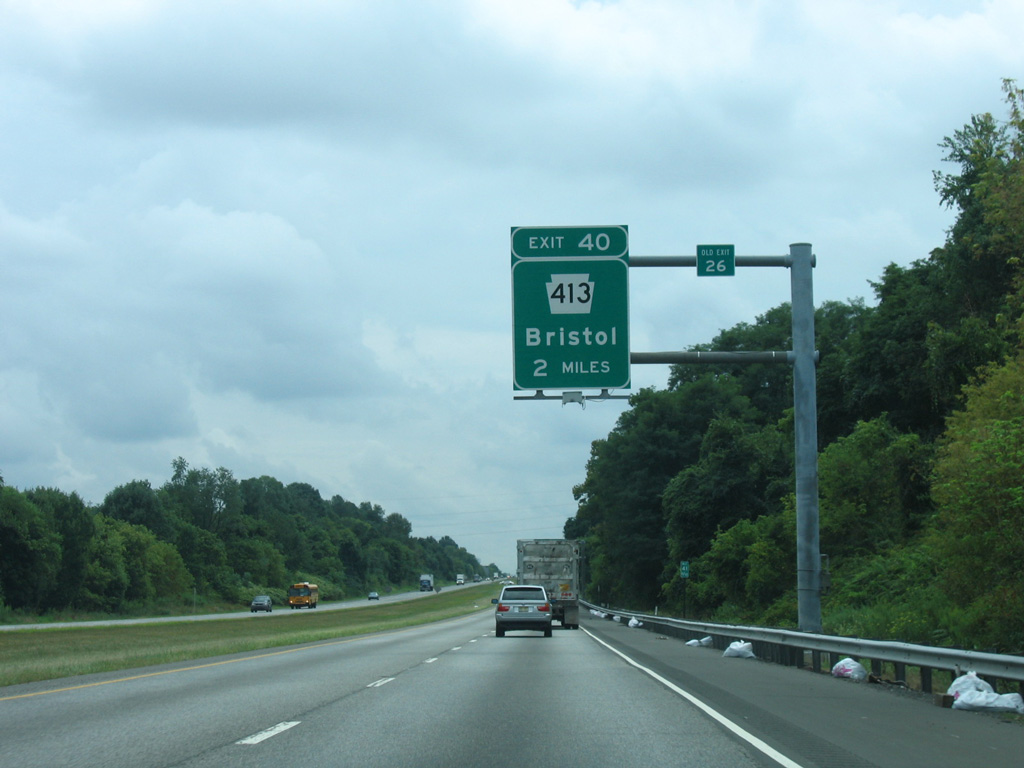 EXIT 40
OLD EXIT
26
413
Bristol
2 MILES